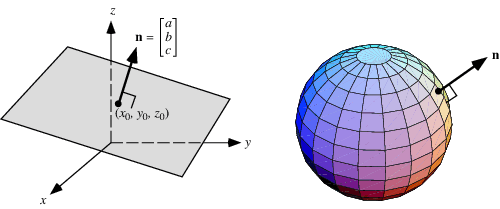 z
n = [a b c]
(x₀, y₀, z₀)
y
x
n